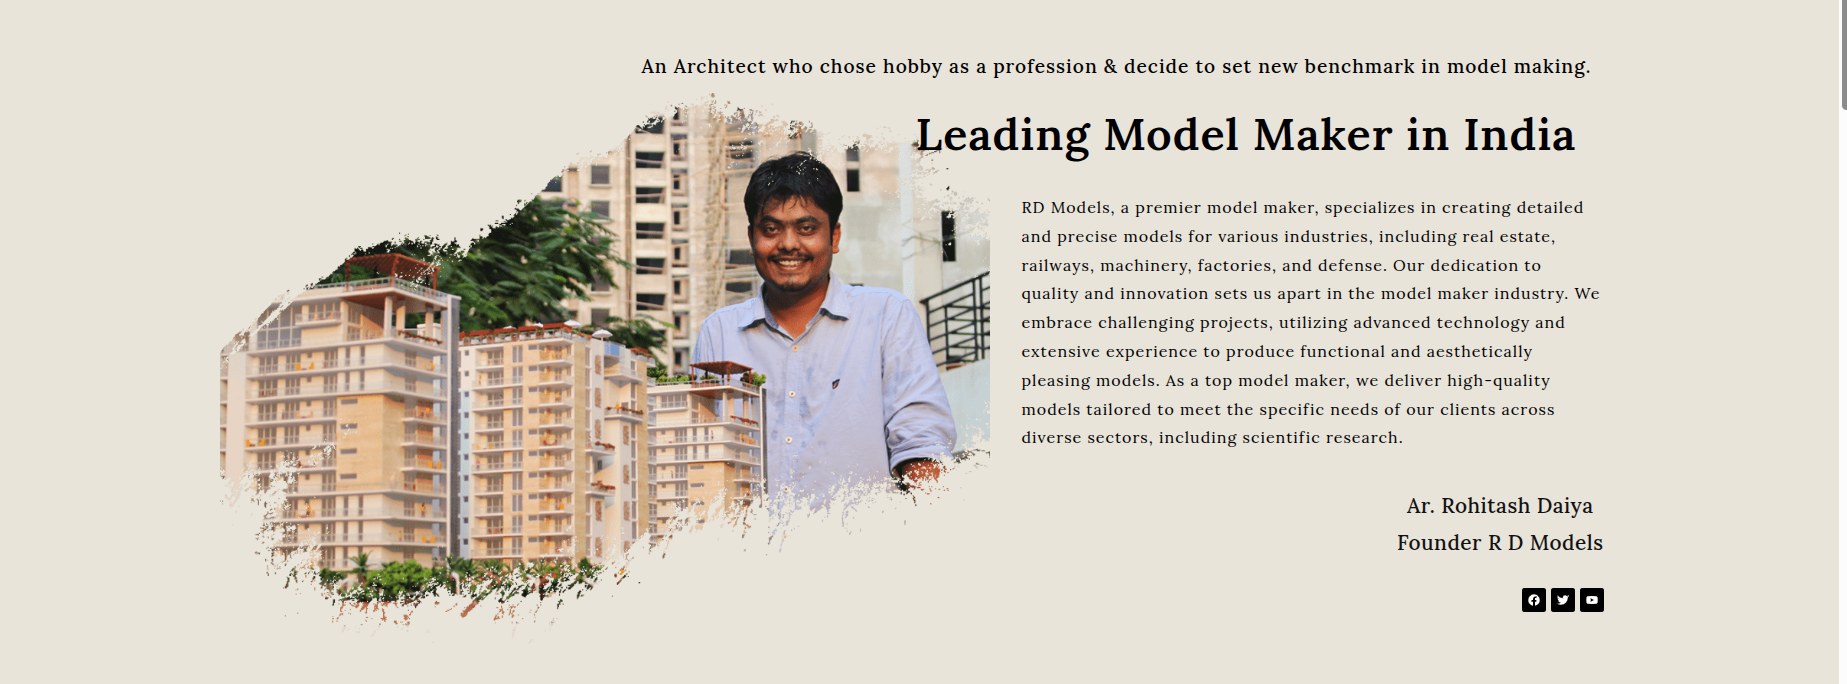 An Architect who chose hobby as a profession & decide to set new benchmark in model making.
Leading Model Maker in India
RD Models, a premier model maker, specializes in creating detailed
and precise models for various industries, including real estate,
railways, machinery, factories, and defense. Our dedication to
quality and innovation sets us apart in the model maker industry. We
embrace challenging projects, utilizing advanced technology and
extensive experience to produce functional and aesthetically
pleasing models. As a top model maker, we deliver high-quality
models tailored to meet the specific needs of our clients across
diverse sectors, including scientific research.
Ar. Rohitash Daiya
Founder R D Models